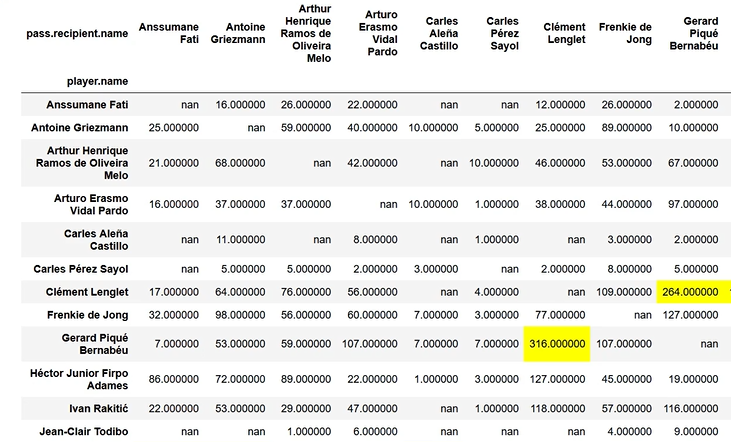 pass.recipient.name Anssumane Fati Antoine Griezmann Arthur Henrique Ramos de Oliveira Melo Arturo Erasmo Vidal Pardo Carles Aleña Castillo Carles Pérez Sayol Clément Lenglet Frenkie de Jong Gerard Piqué Bernabéu
player.name
Anssumane Fati nan 16.000000 26.000000 22.000000 nan nan 12.000000 26.000000 2.000000
Antoine Griezmann 25.000000 nan 59.000000 40.000000 10.000000 5.000000 25.000000 89.000000 10.000000
Arthur Henrique Ramos de Oliveira Melo 21.000000 68.000000 nan 42.000000 nan 10.000000 46.000000 53.000000 67.000000
Arturo Erasmo Vidal Pardo 16.000000 37.000000 37.000000 nan 10.000000 1.000000 38.000000 44.000000 97.000000
Carles Aleña Castillo nan 11.000000 nan 8.000000 nan 1.000000 nan 3.000000 2.000000
Carles Pérez Sayol nan 5.000000 5.000000 2.000000 3.000000 nan 2.000000 8.000000 5.000000
Clément Lenglet 17.000000 64.000000 76.000000 56.000000 nan 4.000000 nan 109.000000 264.000000
Frenkie de Jong 32.000000 98.000000 56.000000 60.000000 7.000000 3.000000 77.000000 nan 127.000000
Gerard Piqué Bernabéu 7.000000 53.000000 59.000000 107.000000 7.000000 7.000000 316.000000 107.000000 nan
Héctor Junior Firpo Adames 86.000000 72.000000 89.000000 22.000000 1.000000 3.000000 127.000000 45.000000 19.000000
Ivan Rakitić 22.000000 53.000000 29.000000 47.000000 nan 1.000000 118.000000 57.000000 116.000000
Jean-Clair Todibo nan nan 1.000000 6.000000 nan nan nan 4.000000 9.000000